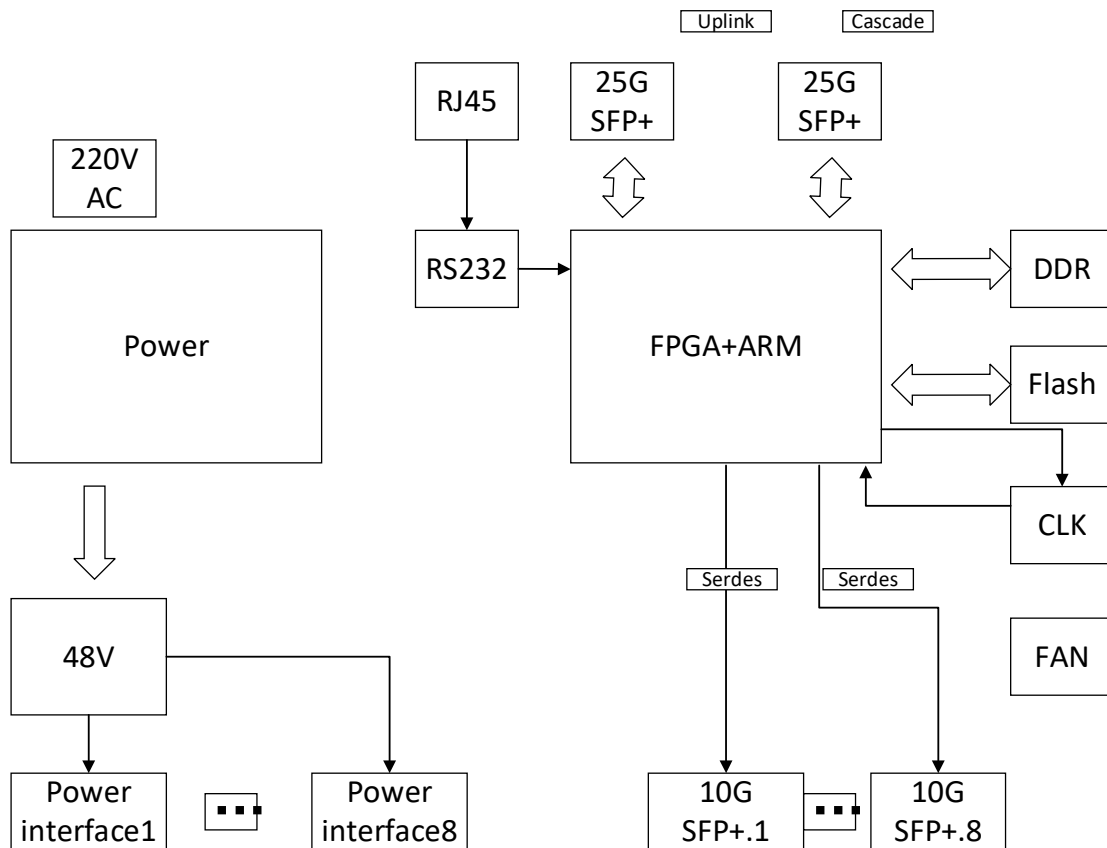 Uplink
Cascade
RJ45
25G
SFP+
25G
SFP+
220V
AC
RS232
Power
FPGA+ARM
DDR
Flash
CLK
Serdes
Serdes
48V
FAN
Power
interface1
Power
interface8
10G
SFP+.1
10G
SFP+.8